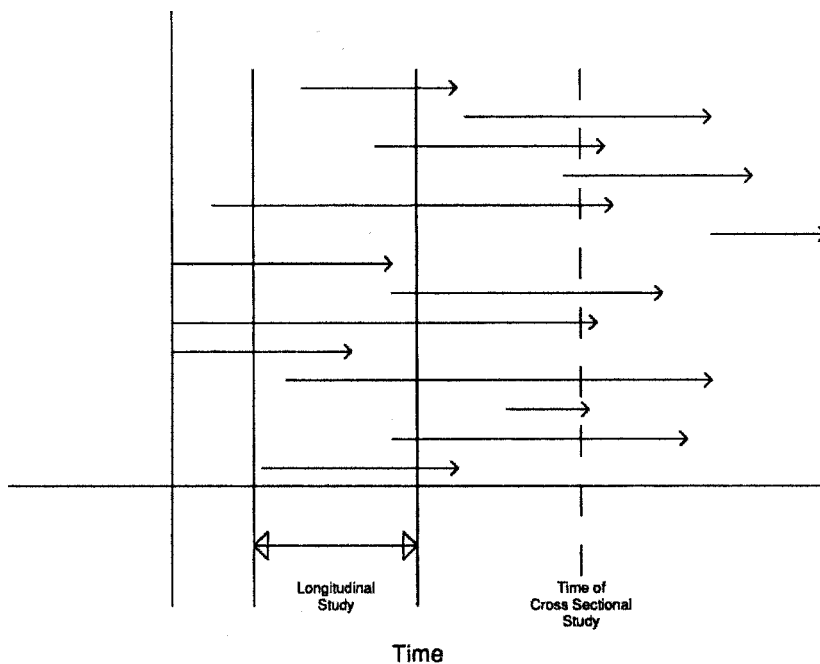 Longitudinal
Study
Time of
Cross Sectional
Study
Time